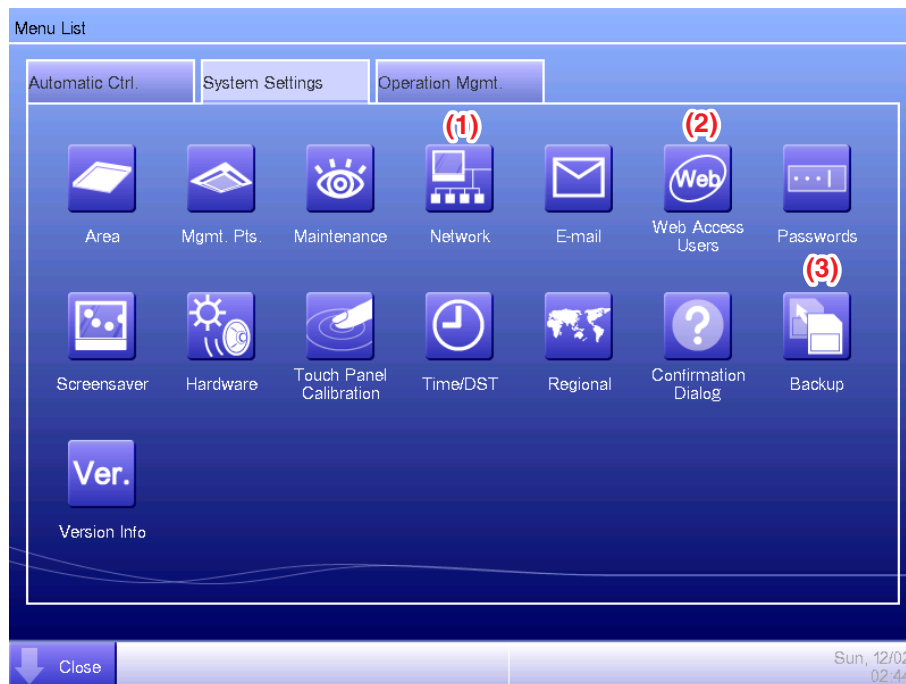 Menu List
Automatic Ctrl. System Settings Operation Mgmt.
(1) (2)
Web
Area Mgmt. Pts. Maintenance Network E-mail Web Access Users Passwords
(3)
Screensaver Hardware Touch Panel Calibration Time/DST Regional Confirmation Dialog Backup
?
Ver.
Version Info
Close
Sun, 12/02
02:44